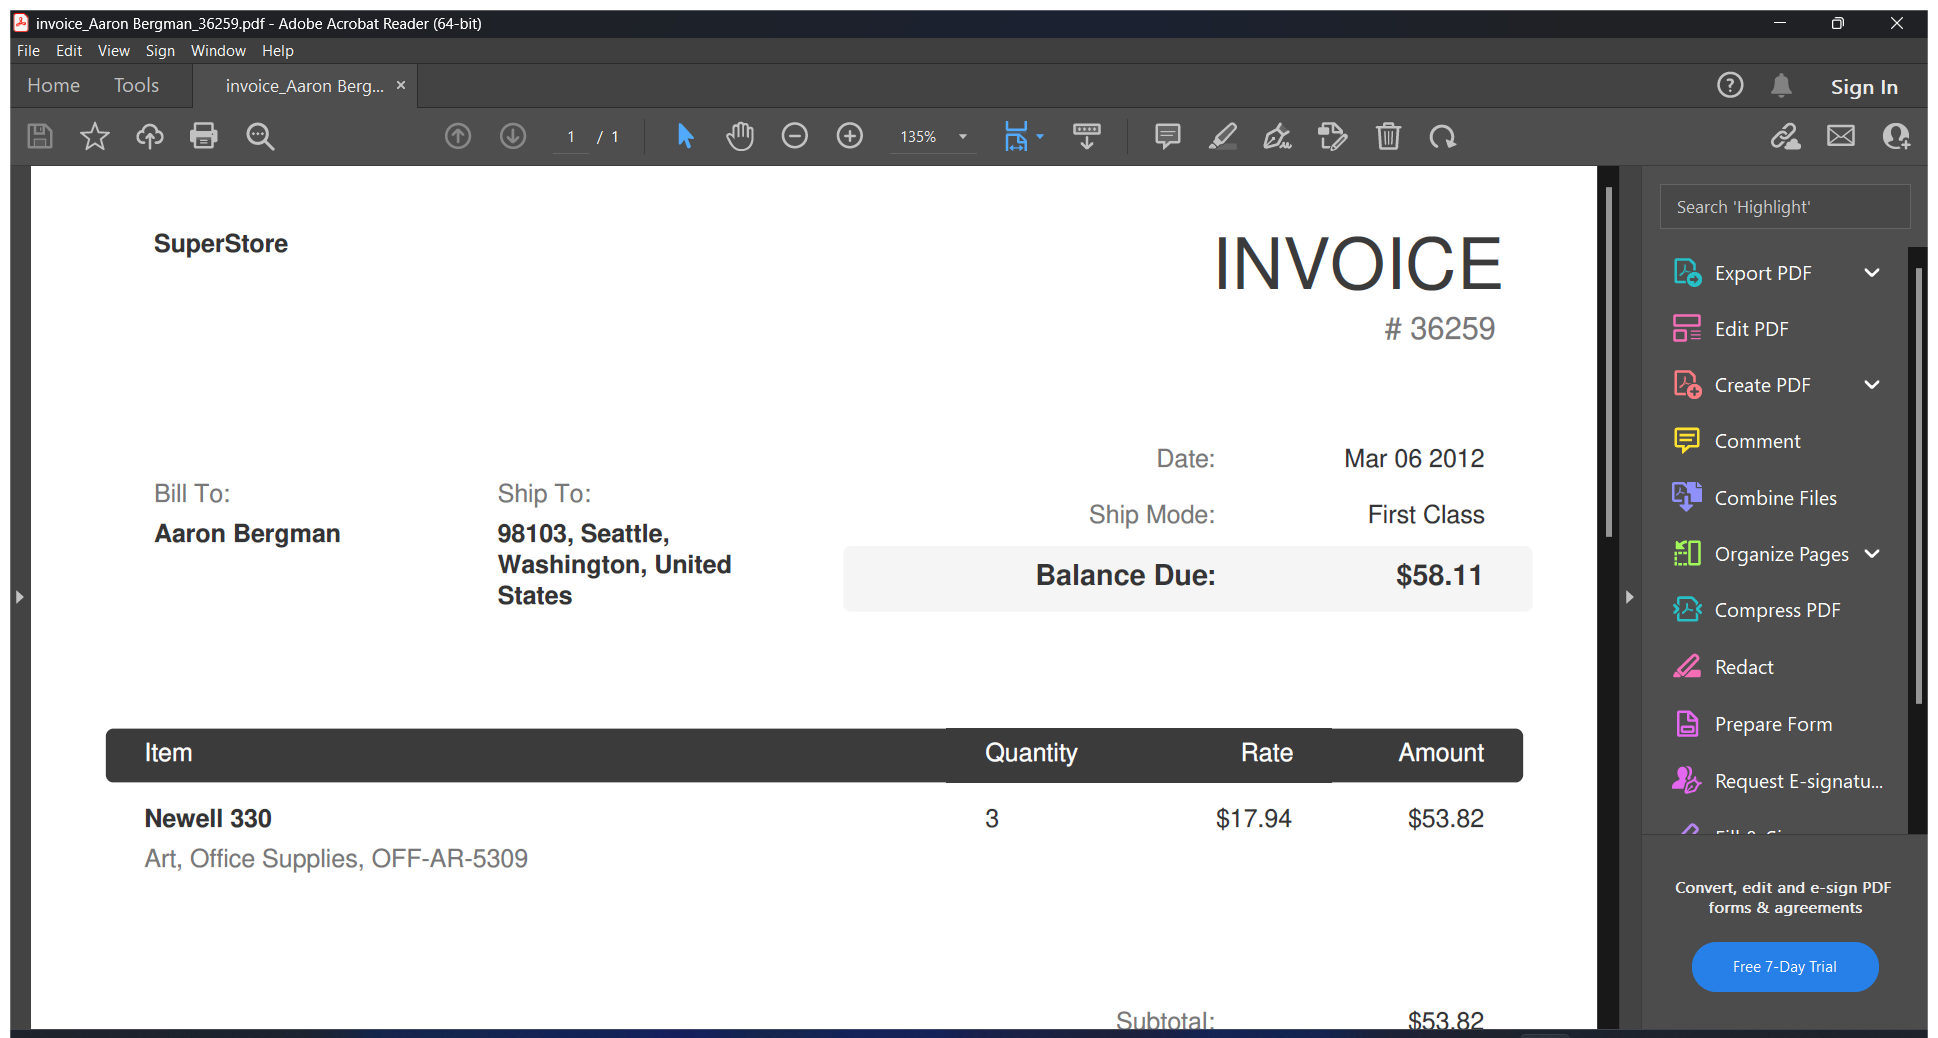 invoice_Aaron Bergman_36259.pdf - Adobe Acrobat Reader (64-bit)
File Edit View Sign Window Help
Home Tools invoice_Aaron Berg... × Sign In
1 / 1 135%
SuperStore
INVOICE
# 36259
Date: Mar 06 2012
Ship Mode: First Class
Balance Due: $58.11
Bill To:
Aaron Bergman
Ship To:
98103, Seattle,
Washington, United
States
Item Quantity Rate Amount
Newell 330 3 $17.94 $53.82
Art, Office Supplies, OFF-AR-5309
Subtotal: $53.82
Search 'Highlight'
Export PDF
Edit PDF
Create PDF
Comment
Combine Files
Organize Pages
Compress PDF
Redact
Prepare Form
Request E-signatu...
Convert, edit and e-sign PDF
forms & agreements
Free 7-Day Trial